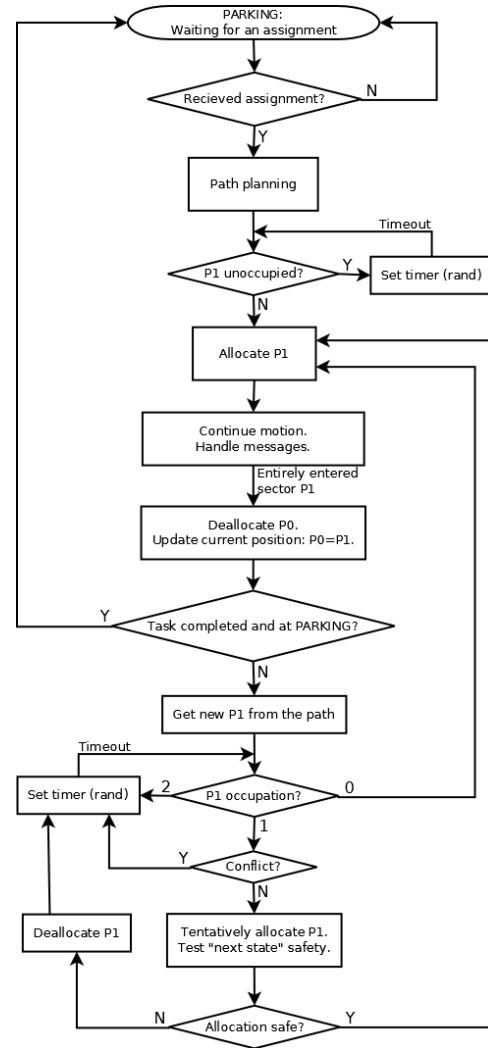 PARKING:
Waiting for an assignment
Recieved assignment?
N
Y
Path planning
Timeout
P1 unoccupied?
Y
Set timer (rand)
N
Allocate P1
Continue motion.
Handle messages.
Entirely entered
sector P1
Deallocate P0.
Update current position: P0=P1.
Y
Task completed and at PARKING?
N
Get new P1 from the path
Timeout
Set timer (rand)
2
P1 occupation?
0
1
Y
Conflict?
N
Deallocate P1
Tentatively allocate P1.
Test "next state" safety.
N
Allocation safe?
Y